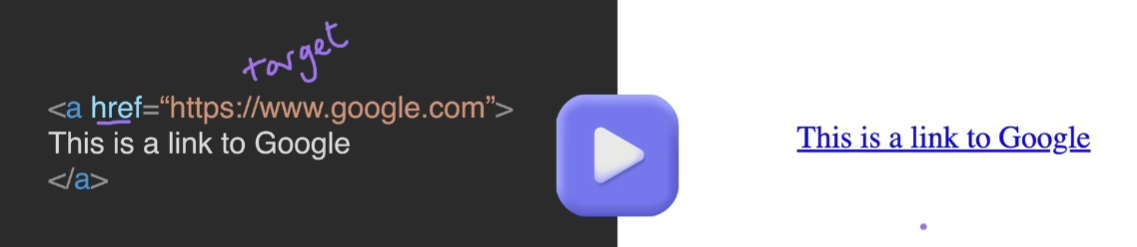 target
<a href=“https://www.google.com”>
This is a link to Google
</a>
This is a link to Google